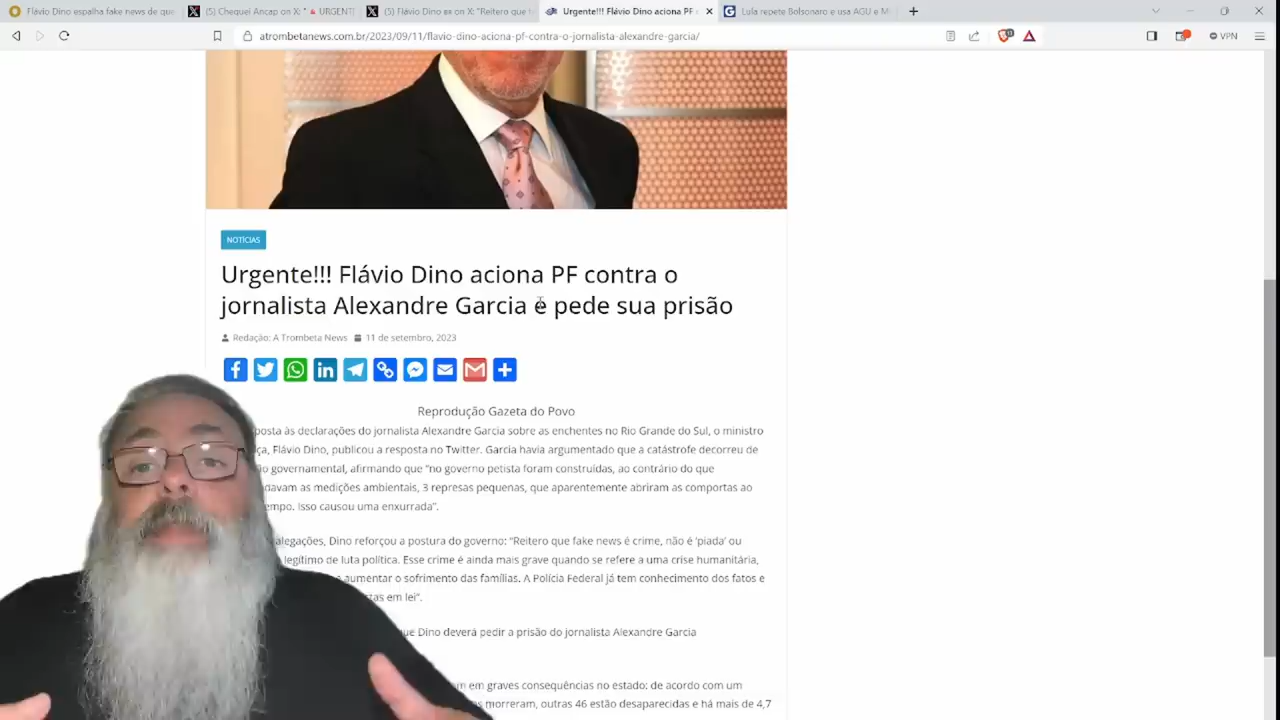 Flávio Dino espalha fake news de que
(5) Chequei Ancap on X: "🔺 URGENT|
(5) Flávio Dino ex on X: "Reitero que f
Urgente!!! Flávio Dino aciona PF
Lula repete Bolsonaro e usa AGU e M
atrombetanews.com.br/2023/09/11/flavio-dino-aciona-pf-contra-o-jornalista-alexandre-garcia/
VPN
NOTÍCIAS
Urgente!!! Flávio Dino aciona PF contra o
jornalista Alexandre Garcia e pede sua prisão
Redação: A Trombeta News 11 de setembro, 2023
Reprodução Gazeta do Povo
posta às declarações do jornalista Alexandre Garcia sobre as enchentes no Rio Grande do Sul, o ministro
ça, Flávio Dino, publicou a resposta no Twitter. Garcia havia argumentado que a catástrofe decorreu de
ão governamental, afirmando que "no governo petista foram construídas, ao contrário do que
davam as medições ambientais, 3 represas pequenas, que aparentemente abriram as comportas ao
empo. Isso causou uma enxurrada".
alegações, Dino reforçou a postura do governo: "Reitero que fake news é crime, não é 'piada' ou
legítimo de luta política. Esse crime é ainda mais grave quando se refere a uma crise humanitária,
aumentar o sofrimento das famílias. A Polícia Federal já tem conhecimento dos fatos e
zas em lei".
que Dino deverá pedir a prisão do jornalista Alexandre Garcia
m em graves consequências no estado: de acordo com um
s morreram, outras 46 estão desaparecidas e há mais de 4,7